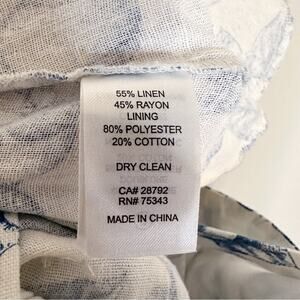 55% LINEN
45% RAYON
LINING
80% POLYESTER
20% COTTON
DRY CLEAN
CA# 28792
RN# 75343
MADE IN CHINA